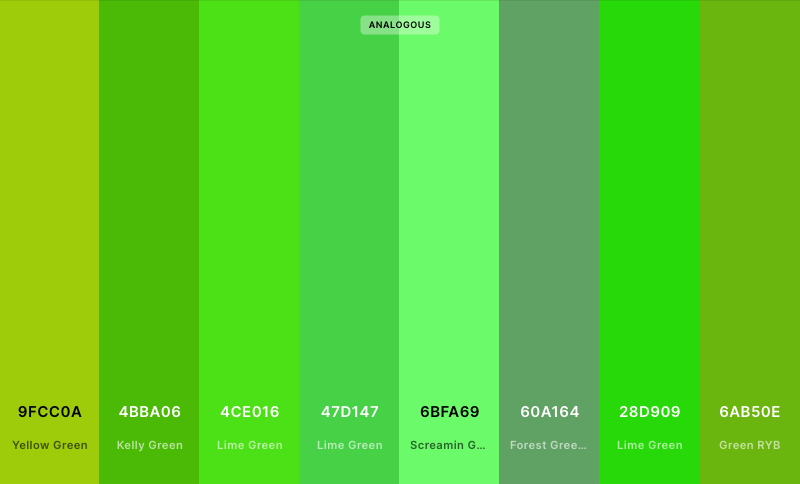 ANALOGOUS
9FCC0A
4BBA06
4CE016
47D147
6BFA69
60A164
28D909
6AB50E
Yellow Green
Kelly Green
Lime Green
Lime Green
Screamin G...
Forest Gree...
Lime Green
Green RYB